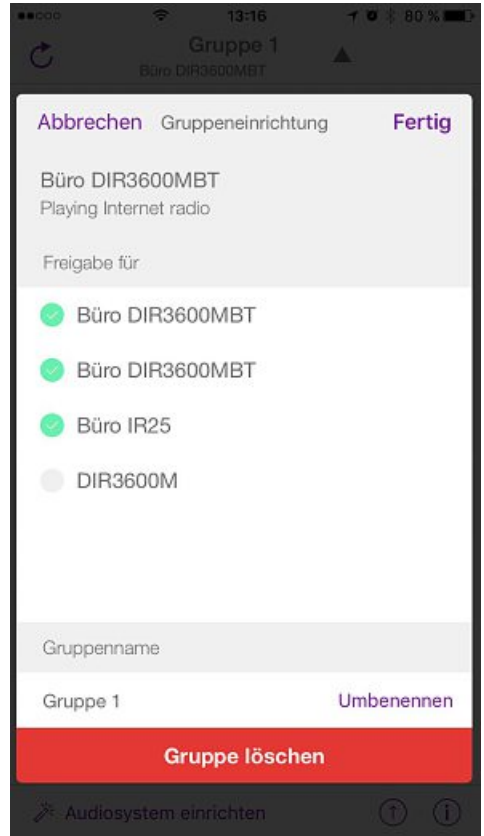 13:16 80 %
Gruppe 1
Büro DIR3600MBT
Abbrechen Gruppeneinrichtung Fertig
Büro DIR3600MBT
Playing Internet radio
Freigabe für
Büro DIR3600MBT
Büro DIR3600MBT
Büro IR25
DIR3600M
Gruppenname
Gruppe 1 Umbenennen
Gruppe löschen
Audiosystem einrichten